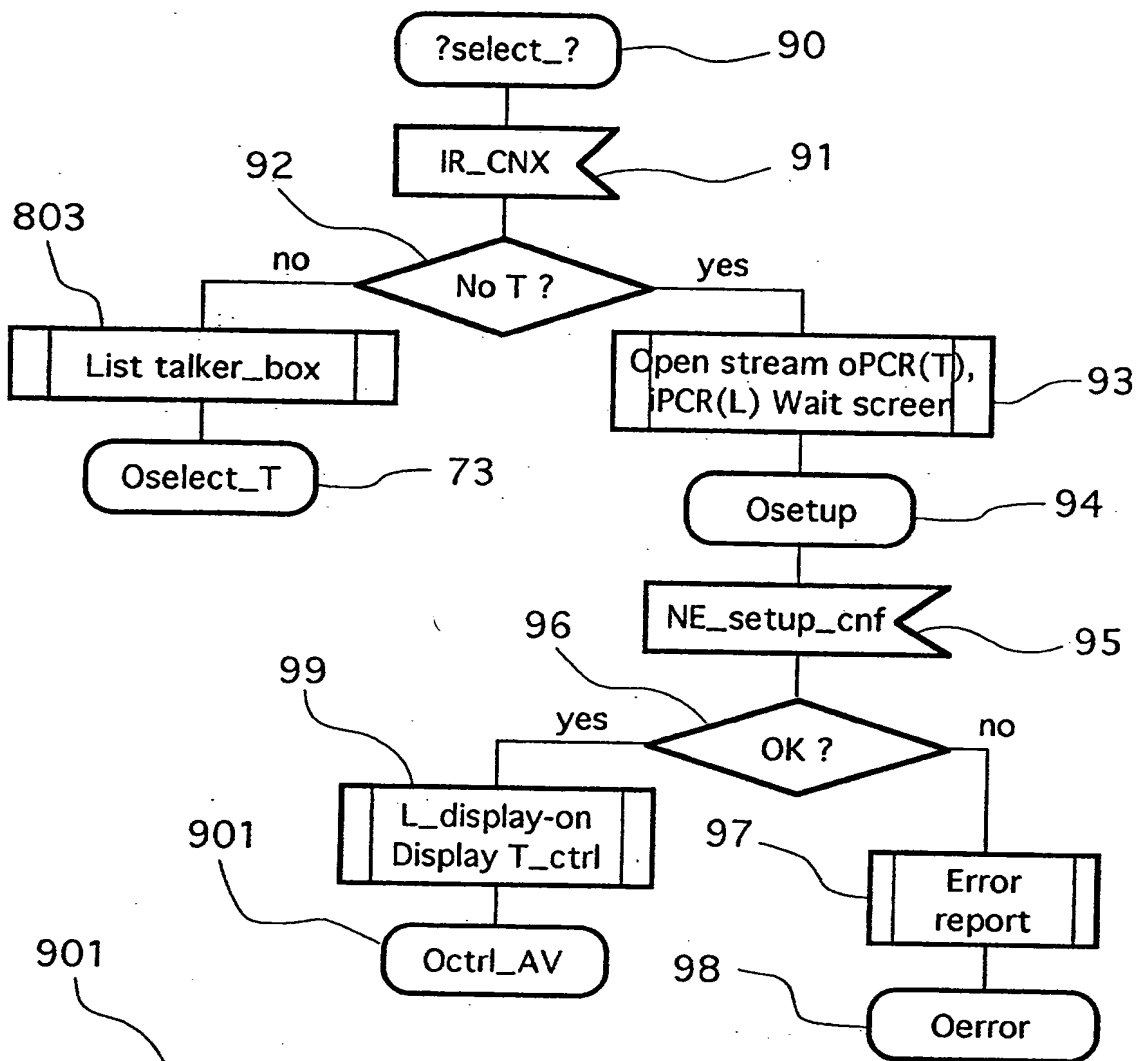 ?select_?
90
IR_CNX
91
92
803
no
No T ?
yes
List talker_box
Open stream oPCR(T),
iPCR(L) Wait screen
93
Oselect_T
73
Osetup
94
NE_setup_cnf
95
96
99
yes
OK ?
no
L_display-on
Display T_ctrl
97
901
Error
report
Octrl_AV
901
98
Oerror